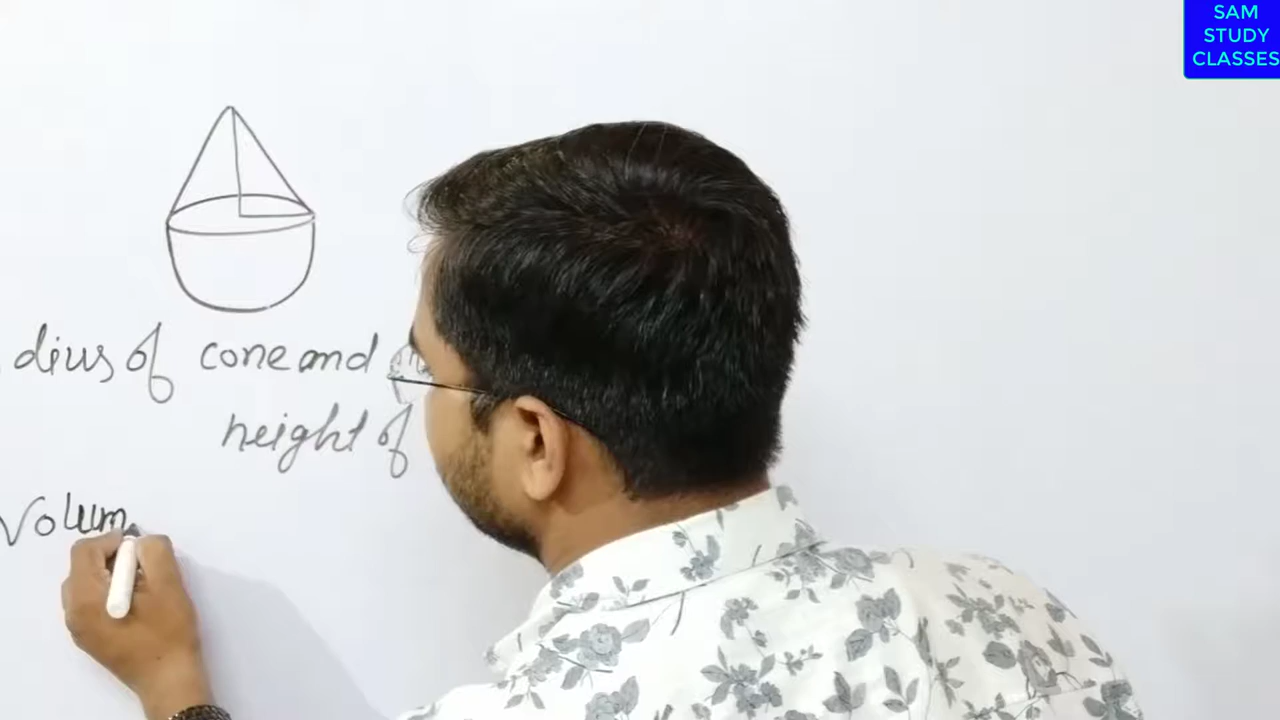 SAM
STUDY
CLASSES
dius of cone and
height of
Volum